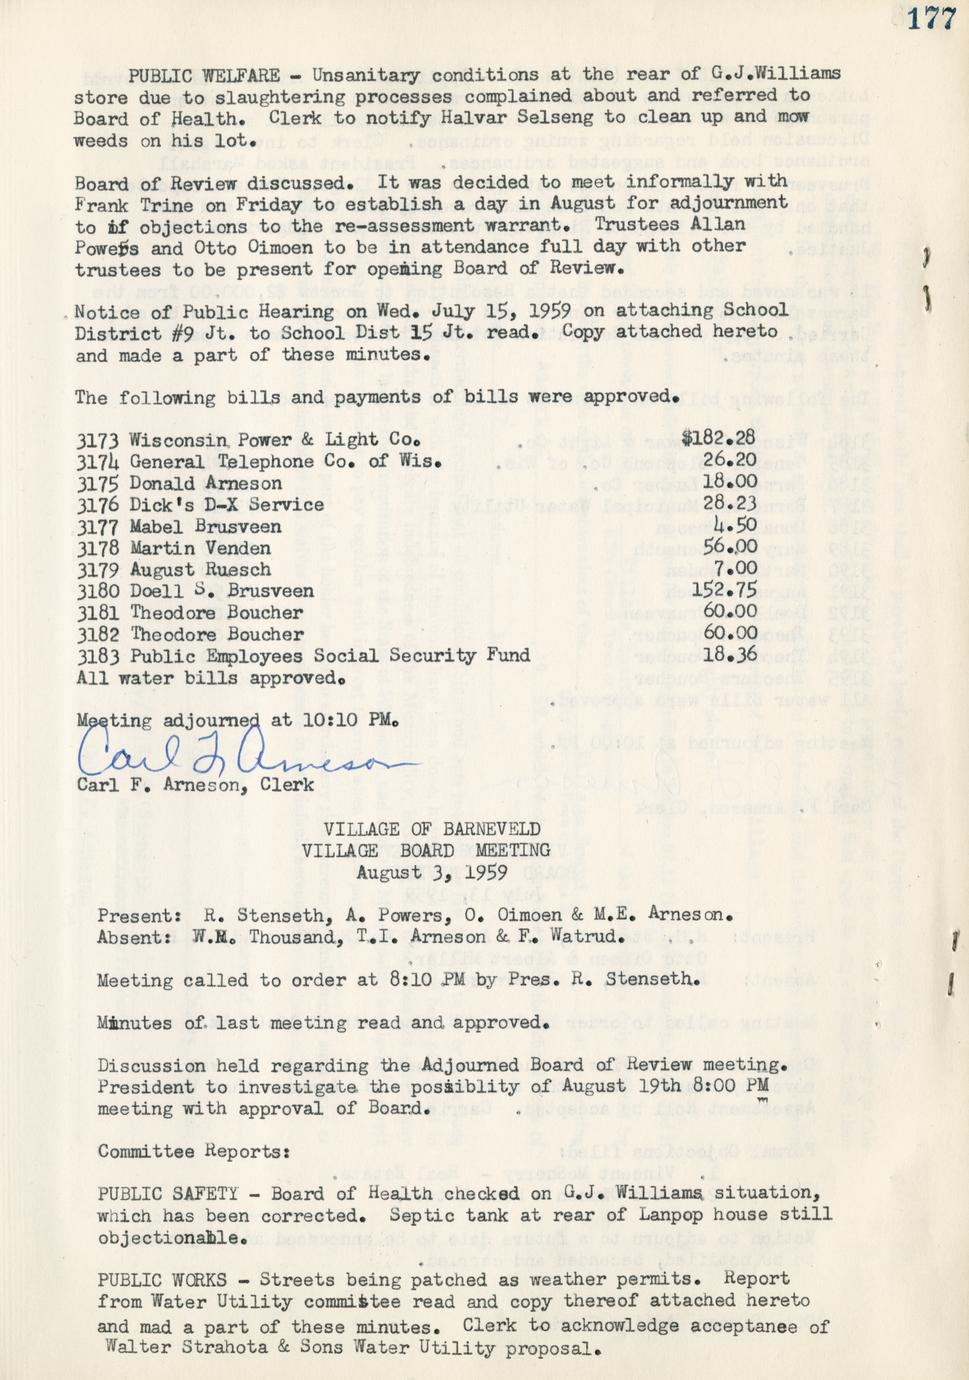 177
PUBLIC WELFARE - Unsanitary conditions at the rear of G.J.Williams
store due to slaughtering processes complained about and referred to
Board of Health. Clerk to notify Halvar Selseng to clean up and mow
weeds on his lot.
Board of Review discussed. It was decided to meet informally with
Frank Trine on Friday to establish a day in August for adjournment
to if objections to the re-assessment warrant. Trustees Allan
Powers and Otto Oimoen to be in attendance full day with other
trustees to be present for opening Board of Review.
Notice of Public Hearing on Wed. July 15, 1959 on attaching School
District #9 Jt. to School Dist 15 Jt. read. Copy attached hereto
and made a part of these minutes.
The following bills and payments of bills were approved.
3173 Wisconsin Power & Light Co. $182.28
3174 General Telephone Co. of Wis. 26.20
3175 Donald Arneson 18.00
3176 Dick's D-X Service 28.23
3177 Mabel Brusveen 4.50
3178 Martin Venden 56.00
3179 August Ruesch 7.00
3180 Doell S. Brusveen 152.75
3181 Theodore Boucher 60.00
3182 Theodore Boucher 60.00
3183 Public Employees Social Security Fund 18.36
All water bills approved.
Meeting adjourned at 10:10 PM.
Carl F Arneson
Carl F. Arneson, Clerk
VILLAGE OF BARNEVELD
VILLAGE BOARD MEETING
August 3, 1959
Present: R. Stenseth, A. Powers, O. Oimoen & M.E. Arneson.
Absent: W.H. Thousand, T.I. Arneson & F. Watrud.
Meeting called to order at 8:10 PM by Pres. R. Stenseth.
Minutes of last meeting read and approved.
Discussion held regarding the Adjourned Board of Review meeting.
President to investigate the posiiblity of August 19th 8:00 PM
meeting with approval of Board.
Committee Reports:
PUBLIC SAFETY - Board of Health checked on G.J. Williams situation,
which has been corrected. Septic tank at rear of Lanpop house still
objectionable.
PUBLIC WORKS - Streets being patched as weather permits. Report
from Water Utility committee read and copy thereof attached hereto
and mad a part of these minutes. Clerk to acknowledge acceptanee of
Walter Strahota & Sons Water Utility proposal.